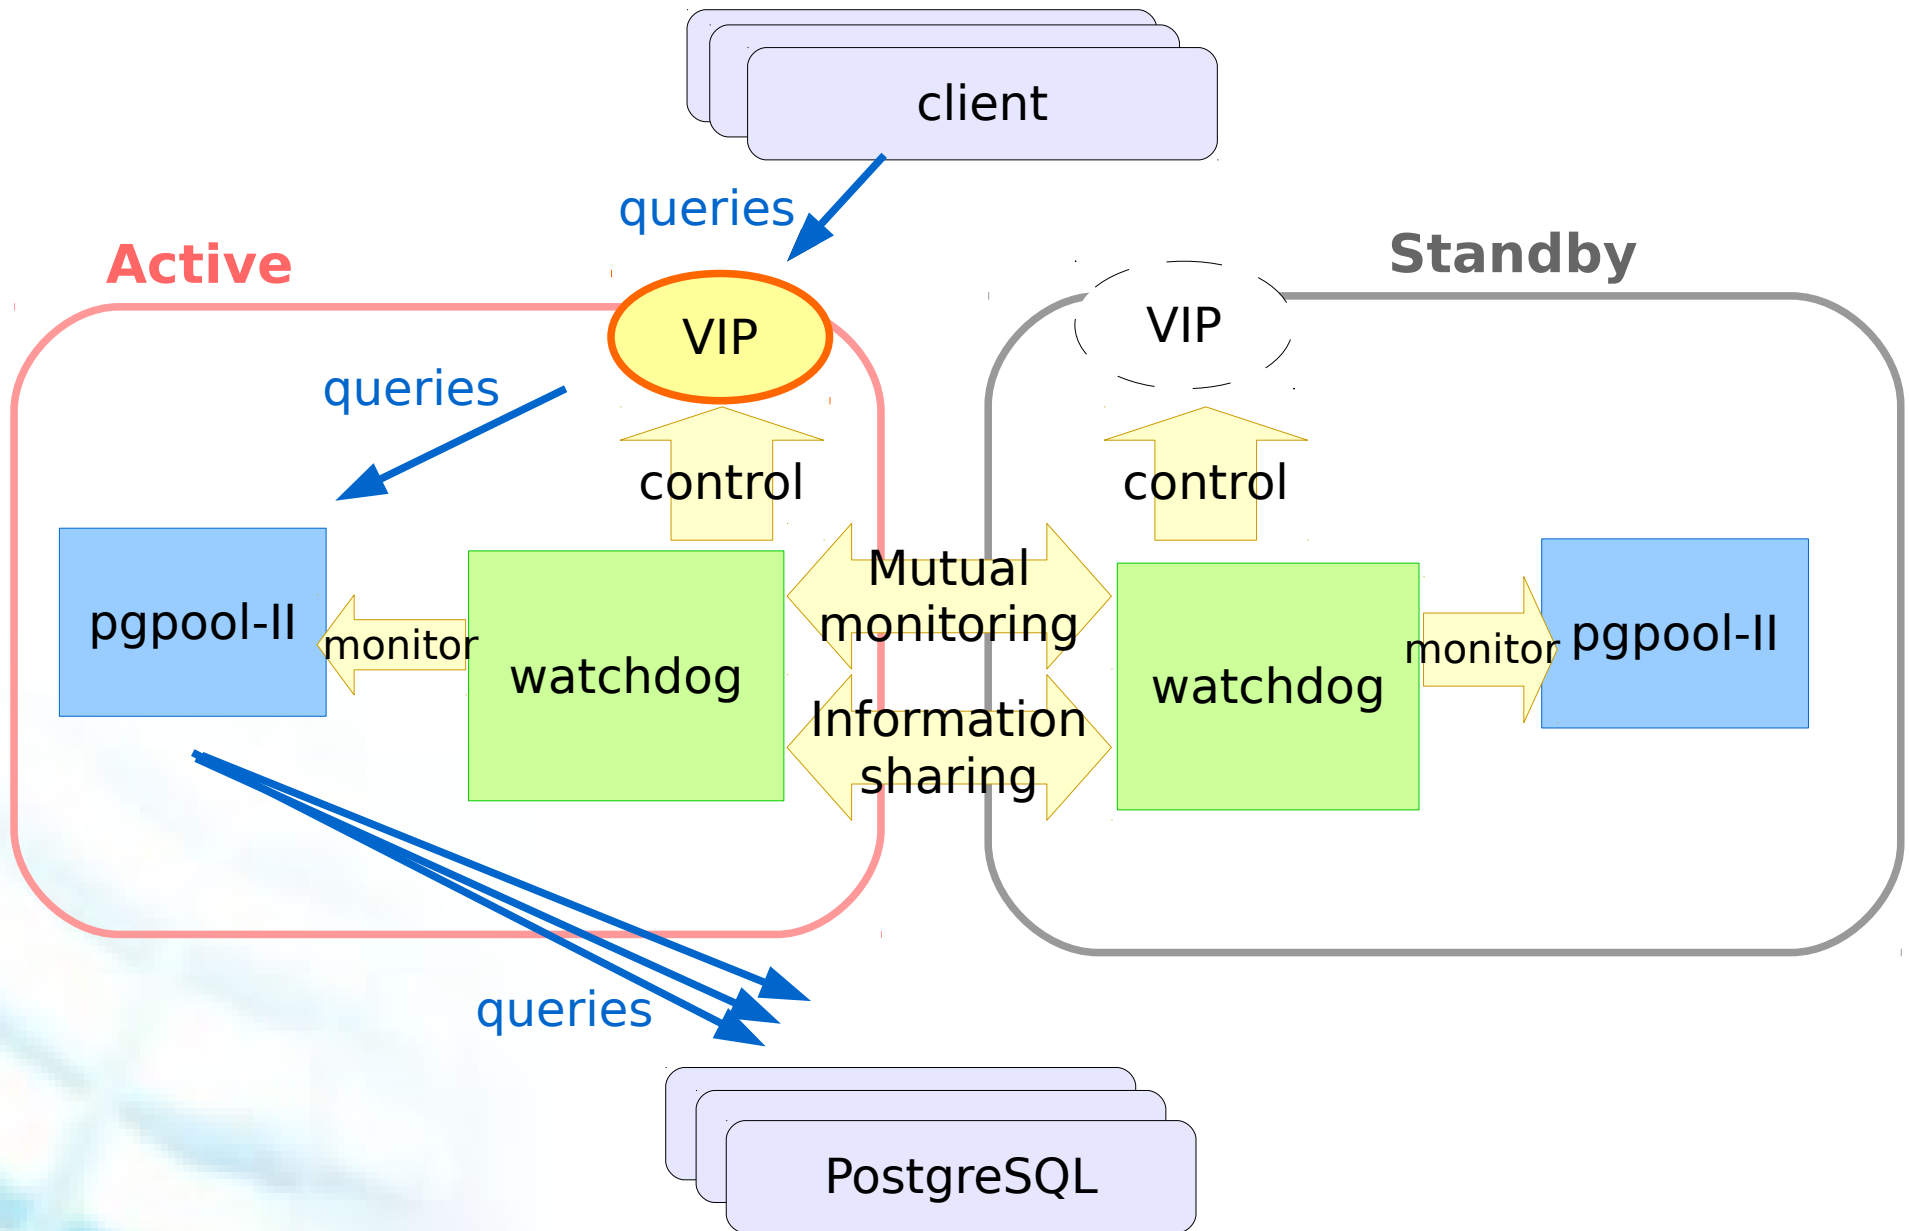 client
queries
Active
Standby
VIP
VIP
queries
control
control
Mutual
monitoring
pgpool-II
monitor
watchdog
watchdog
monitor
pgpool-II
Information
sharing
queries
PostgreSQL